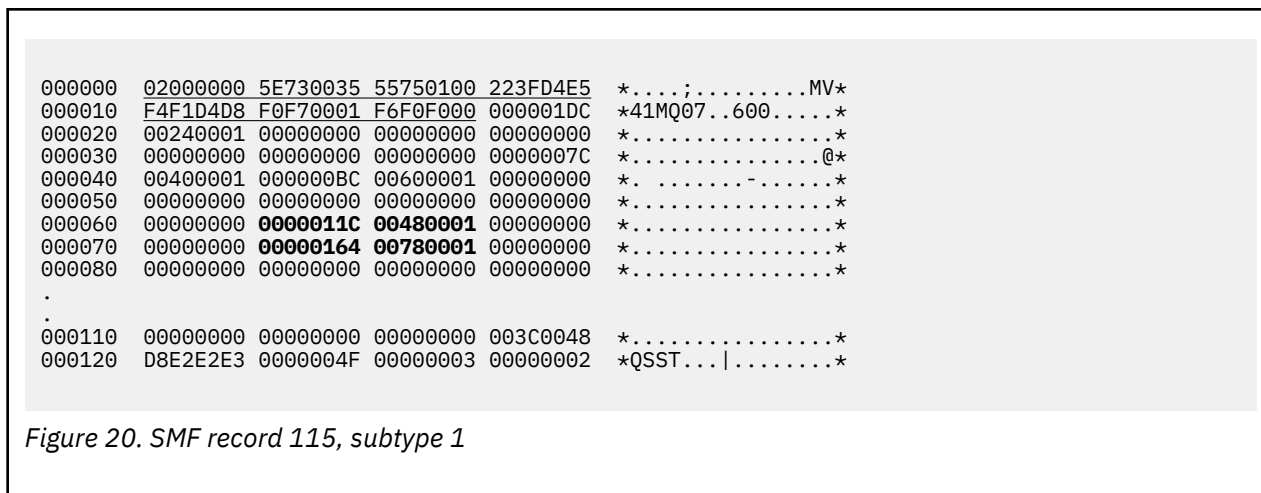 000000  02000000 5E730035 55750100 223FD4E5  *....;.........MV*
000010  F4F1D4D8 F0F70001 F6F0F000 000001DC  *41MQ07..600.....*
000020  00240001 00000000 00000000 00000000  *................*
000030  00000000 00000000 00000000 0000007C  *...............@*
000040  00400001 000000BC 00600001 00000000  *. .......-......*
000050  00000000 00000000 00000000 00000000  *................*
000060  00000000 0000011C 00480001 00000000  *................*
000070  00000000 00000164 00780001 00000000  *................*
000080  00000000 00000000 00000000 00000000  *................*
.
.
000110  00000000 00000000 00000000 003C0048  *................*
000120  D8E2E2E3 0000004F 00000003 00000002  *QSST...|........*
Figure 20. SMF record 115, subtype 1